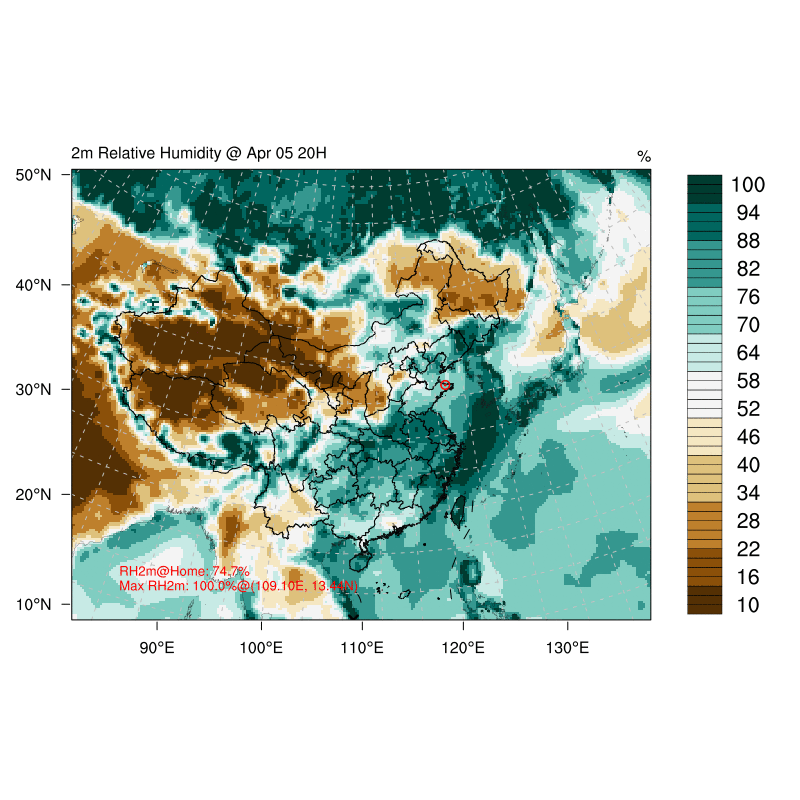 2m Relative Humidity @ Apr 05 20H
%
50°N
40°N
30°N
20°N
10°N
90°E
100°E
110°E
120°E
130°E
100
94
88
82
76
70
64
58
52
46
40
34
28
22
16
10
RH2m@Home: 74.7%
Max RH2m: 100.0%@(109.10E, 13.41N)